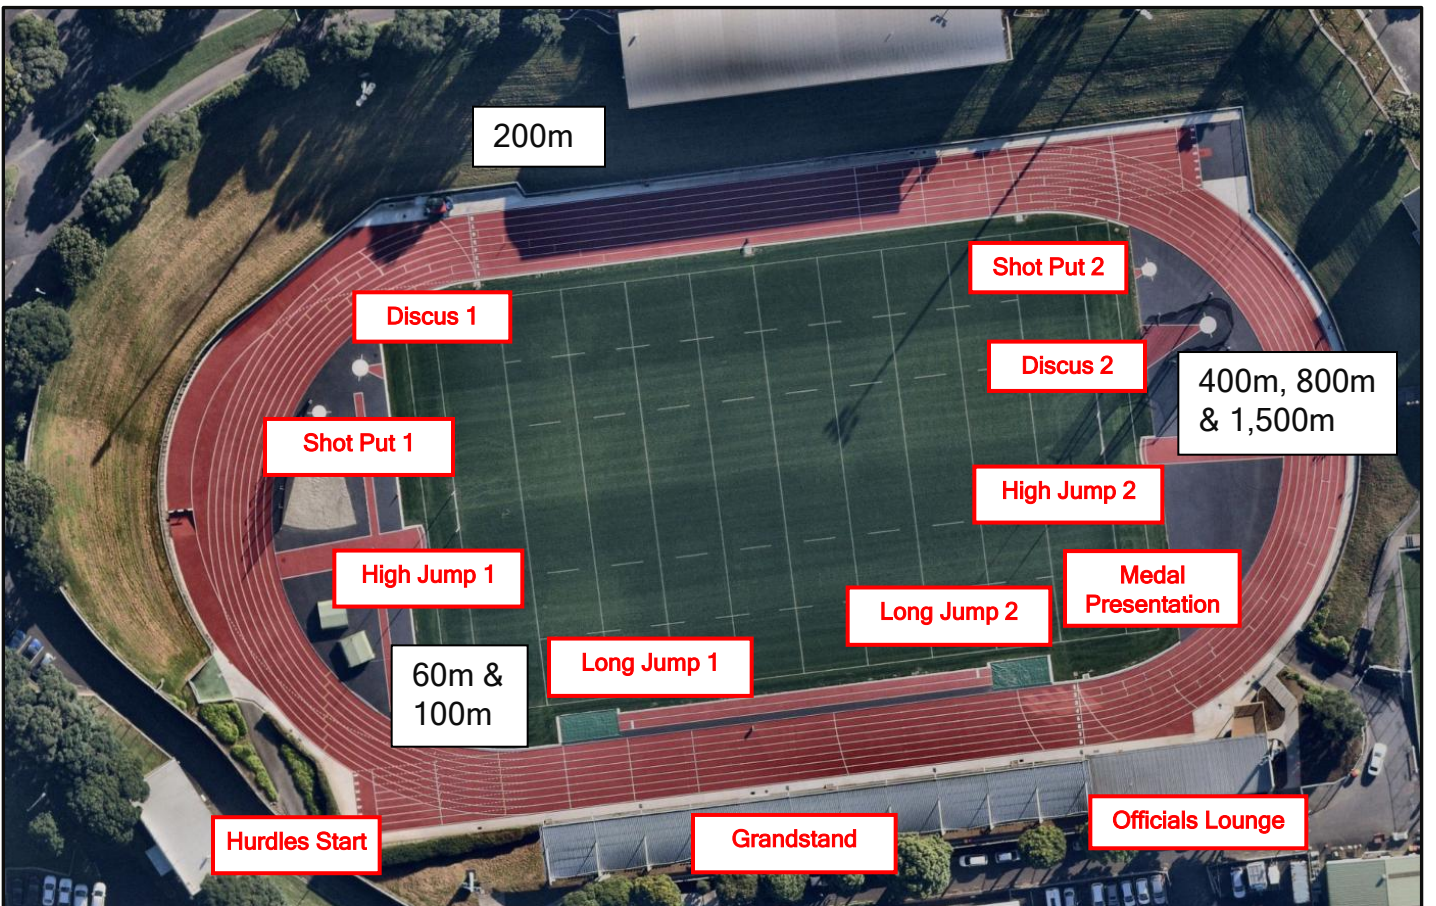 200m
Shot Put 2
Discus 1
Discus 2
400m, 800m
& 1,500m
Shot Put 1
High Jump 2
High Jump 1
Medal
Presentation
Long Jump 2
Long Jump 1
60m &
100m
Hurdles Start
Grandstand
Officials Lounge